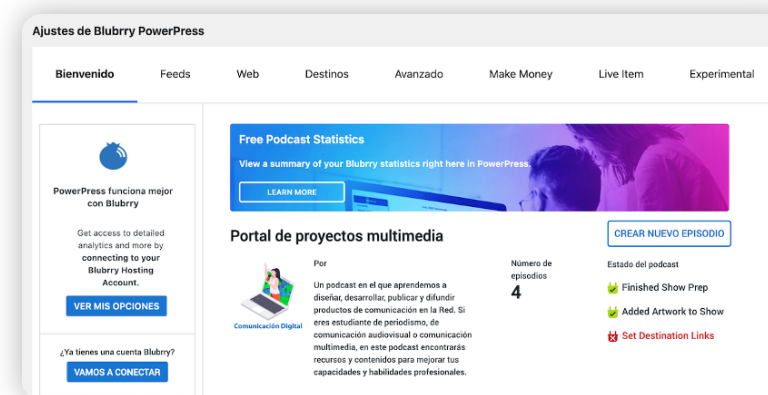 Ajustes de Blubrry PowerPress
Bienvenido
Feeds
Web
Destinos
Avanzado
Make Money
Live Item
Experimental
PowerPress funciona mejor
con Blubrry
Get access to detailed
analytics and more by
connecting to your
Blubrry Hosting
Account.
VER MIS OPCIONES
¿Ya tienes una cuenta Blubrry?
VAMOS A CONECTAR
Free Podcast Statistics
View a summary of your Blubrry statistics right here in PowerPress.
LEARN MORE
Portal de proyectos multimedia
Comunicación Digital
Por
Un podcast en el que aprendemos a
diseñar, desarrollar, publicar y difundir
productos de comunicación en la Red. Si
eres estudiante de periodismo, de
comunicación audiovisual o comunicación
multimedia, en este podcast encontrarás
recursos y contenidos para mejorar tus
capacidades y habilidades profesionales.
Número de
episodios
4
CREAR NUEVO EPISODIO
Estado del podcast
Finished Show Prep
Added Artwork to Show
Set Destination Links